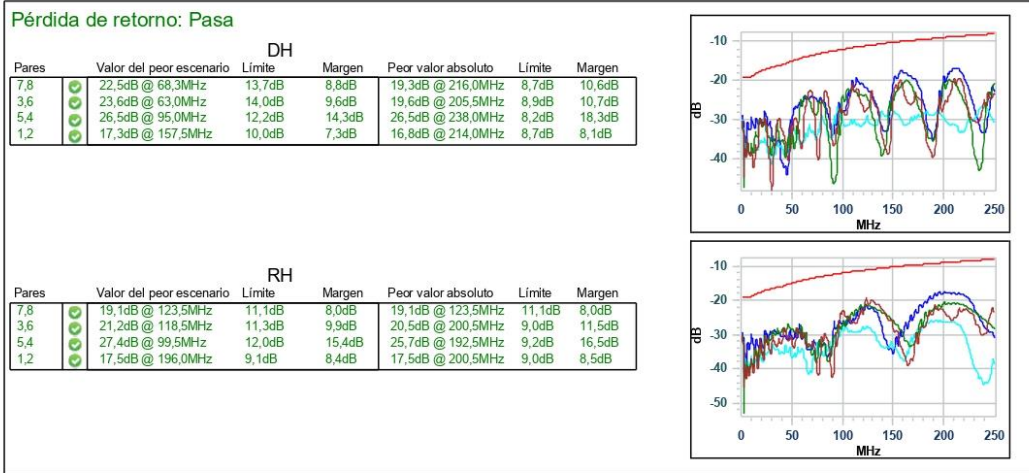 Pérdida de retorno: Pasa
DH
Pares Valor del peor escenario Límite Margen Peor valor absoluto Límite Margen
7,8 22,5dB @ 68,3MHz 13,7dB 8,8dB 19,3dB @ 216,0MHz 8,7dB 10,6dB
3,6 23,6dB @ 63,0MHz 14,0dB 9,6dB 19,6dB @ 205,5MHz 8,9dB 10,7dB
5,4 26,5dB @ 95,0MHz 12,2dB 14,3dB 26,5dB @ 238,0MHz 8,2dB 18,3dB
1,2 17,3dB @ 157,5MHz 10,0dB 7,3dB 16,8dB @ 214,0MHz 8,7dB 8,1dB
-10
-20
-30
-40
dB
0 50 100 150 200 250
MHz
RH
Pares Valor del peor escenario Límite Margen Peor valor absoluto Límite Margen
7,8 19,1dB @ 123,5MHz 11,1dB 8,0dB 19,1dB @ 123,5MHz 11,1dB 8,0dB
3,6 21,2dB @ 118,5MHz 11,3dB 9,9dB 20,5dB @ 200,5MHz 9,0dB 11,5dB
5,4 27,4dB @ 99,5MHz 12,0dB 15,4dB 25,7dB @ 192,5MHz 9,2dB 16,5dB
1,2 17,5dB @ 196,0MHz 9,1dB 8,4dB 17,5dB @ 200,5MHz 9,0dB 8,5dB
-10
-20
-30
-40
-50
dB
0 50 100 150 200 250
MHz